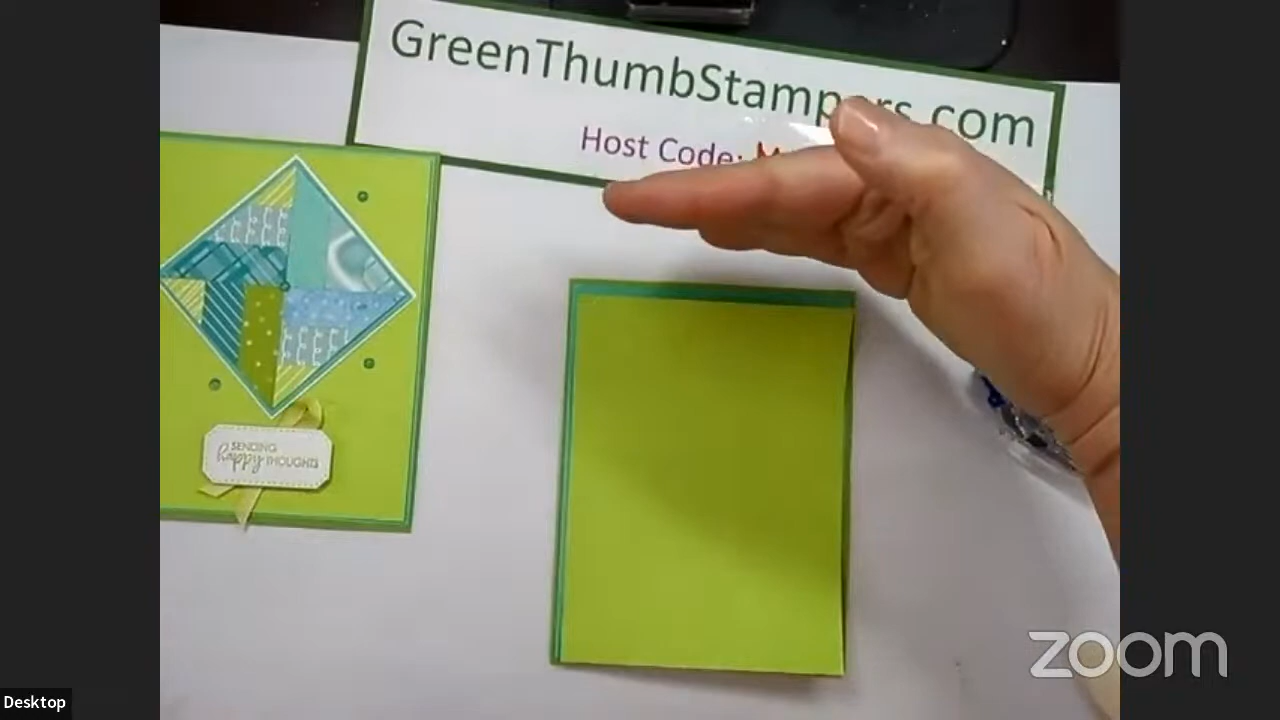 GreenThumbStampers.com
Host Code:
SENDING
happy THOUGHTS
zoom
Desktop